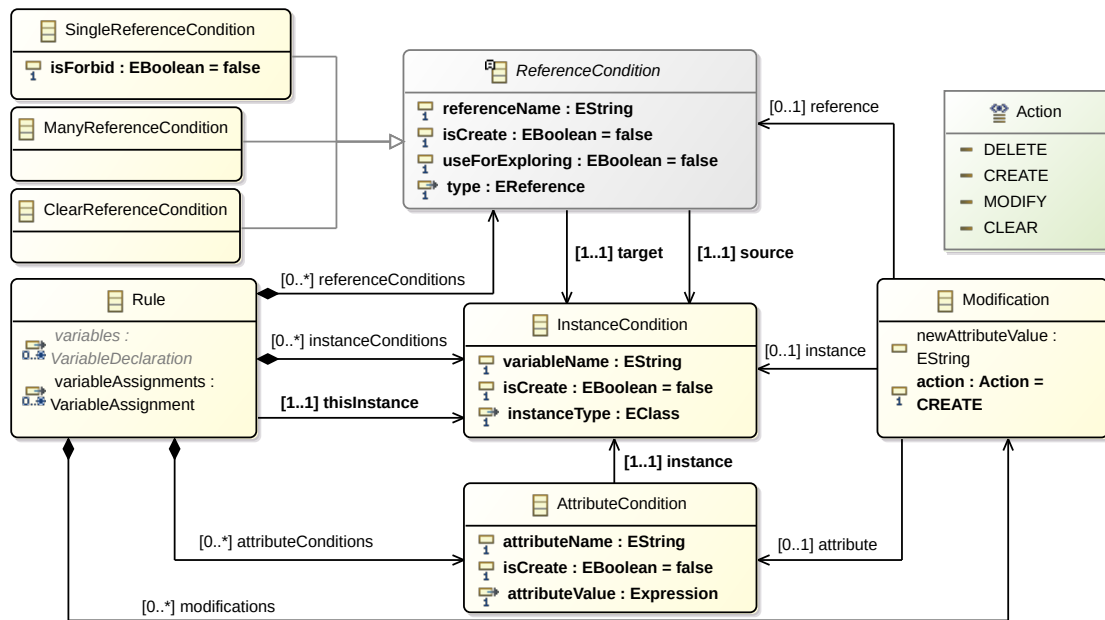 SingleReferenceCondition
isForbid : EBoolean = false
ManyReferenceCondition
ClearReferenceCondition
ReferenceCondition
referenceName : EString
isCreate : EBoolean = false
useForExploring : EBoolean = false
type : EReference
[0..1] reference
Action
DELETE
CREATE
MODIFY
CLEAR
[0..*] referenceConditions
[1..1] target
[1..1] source
Rule
variables :
VariableDeclaration
variableAssignments :
VariableAssignment
[0..*] instanceConditions
[1..1] thisInstance
InstanceCondition
variableName : EString
isCreate : EBoolean = false
instanceType : EClass
[0..1] instance
Modification
newAttributeValue :
EString
action : Action =
CREATE
[1..1] instance
[0..*] attributeConditions
AttributeCondition
attributeName : EString
isCreate : EBoolean = false
attributeValue : Expression
[0..1] attribute
[0..*] modifications